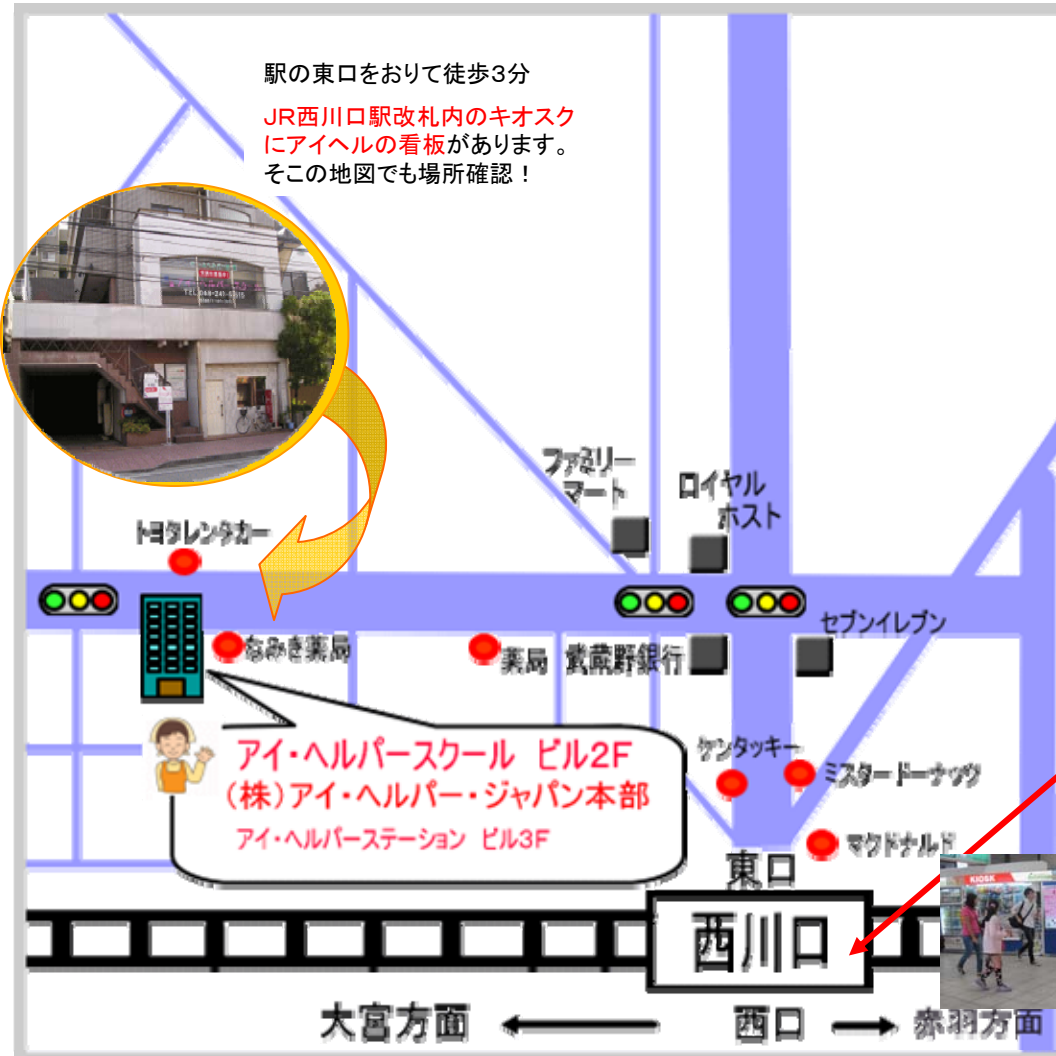 駅の東口をおりて徒歩3分
JR西川口駅改札内のキオスク
にアイヘルの看板があります。
そこの地図でも場所確認！
ファミリー
マート
ロイヤル
ホスト
トヨタレンタカー
セブンイレブン
なみき薬局
薬局
武蔵野銀行
アイ・ヘルパースクール ビル2F
（株）アイ・ヘルパー・ジャパン本部
アイ・ヘルパーステーション ビル3F
ケンタッキー
ミスタードーナッツ
マクドナルド
東口
KIOSK
西川口
大宮方面
西口
赤羽方面